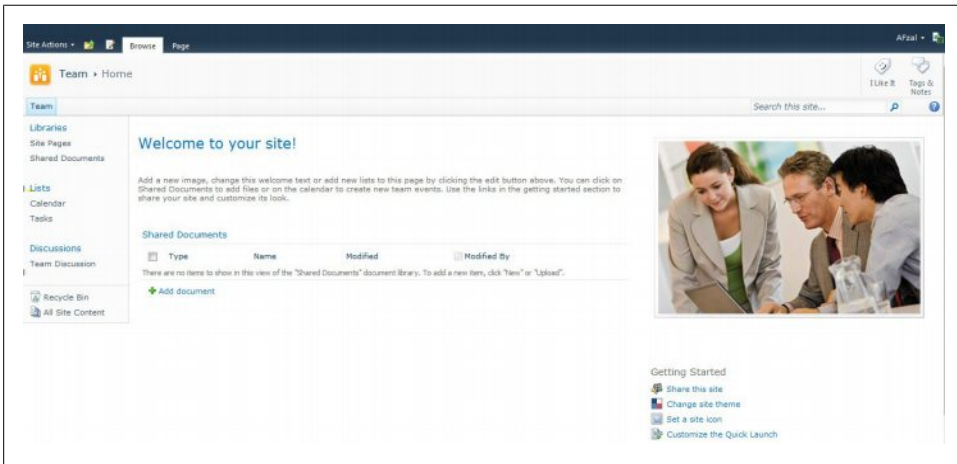 Site Actions
Browse
Page
AFzal
Team
Home
I Like It
Tags &
Notes
Team
Search this site...
Libraries
Site Pages
Shared Documents
Lists
Calendar
Tasks
Discussions
Team Discussion
Recycle Bin
All Site Content
Welcome to your site!
Add a new image, change this welcome text or add new lists to this page by clicking the edit button above. You can click on
Shared Documents to add files or on the calendar to create new team events. Use the links in the getting started section to
share your site and customize its look.
Shared Documents
Type Name Modified Modified By
There are no items to show in this view of the "Shared Documents" document library. To add a new item, click "New" or "Upload".
Add document
Getting Started
Share this site
Change site theme
Set a site icon
Customize the Quick Launch